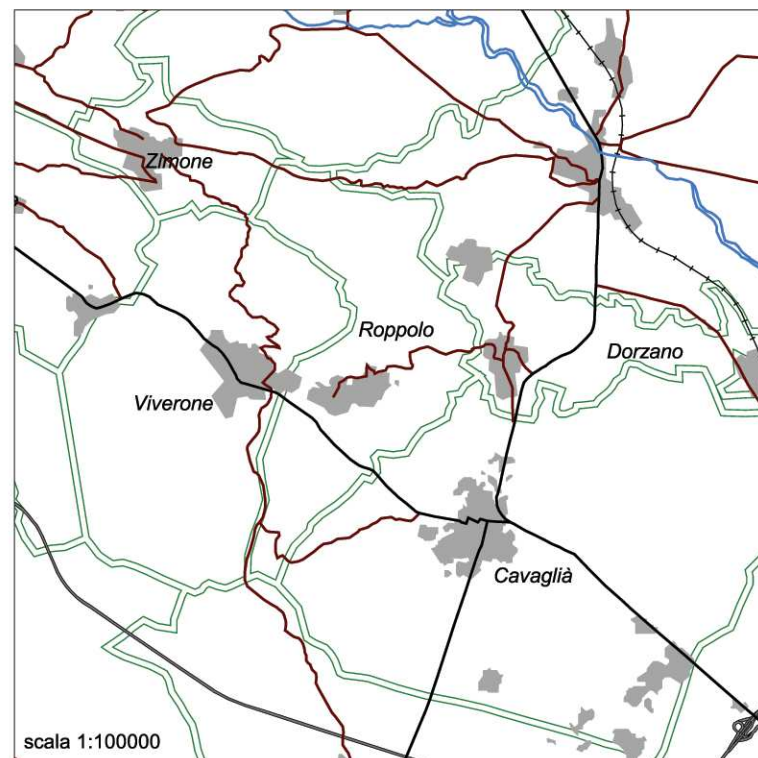 Zimone
Roppolo
Dorzano
Viverone
Cavaglià
scala 1:100000